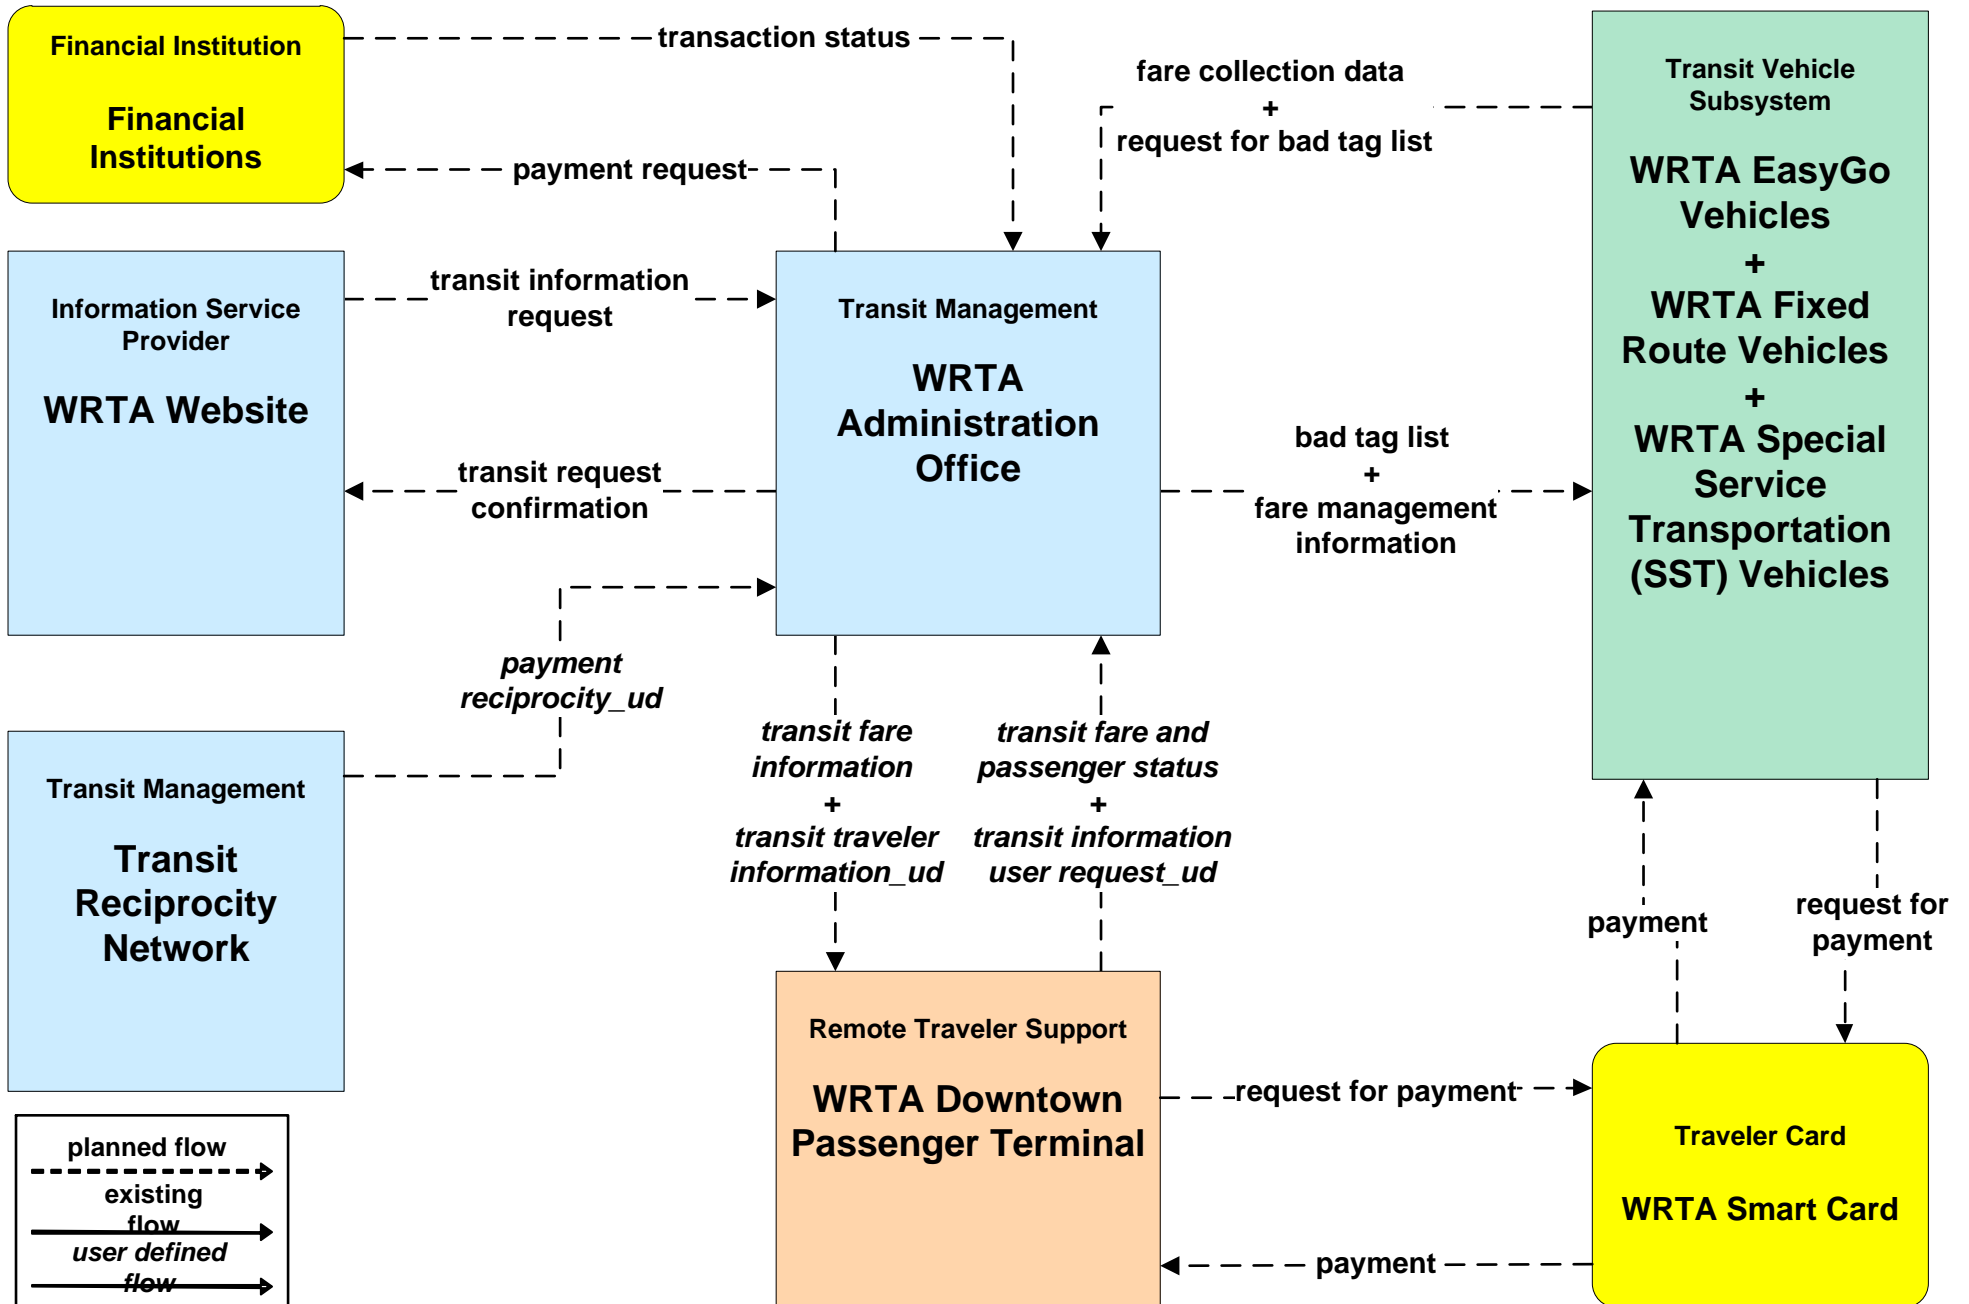 Financial Institution
Financial
Institutions
transaction status
payment request
fare collection data
+
request for bad tag list
Transit Vehicle
Subsystem
WRTA EasyGo
Vehicles
+
WRTA Fixed
Route Vehicles
+
WRTA Special
Service
Transportation
(SST) Vehicles
Information Service
Provider
WRTA Website
transit information
request
transit request
confirmation
Transit Management
WRTA
Administration
Office
bad tag list
+
fare management
information
payment
reciprocity_ud
Transit Management
Transit
Reciprocity
Network
transit fare
information
+
transit traveler
information_ud
transit fare and
passenger status
+
transit information
user request_ud
payment
request for
payment
Remote Traveler Support
WRTA Downtown
Passenger Terminal
request for payment
payment
Traveler Card
WRTA Smart Card
planned flow
existing
flow
user defined
flow